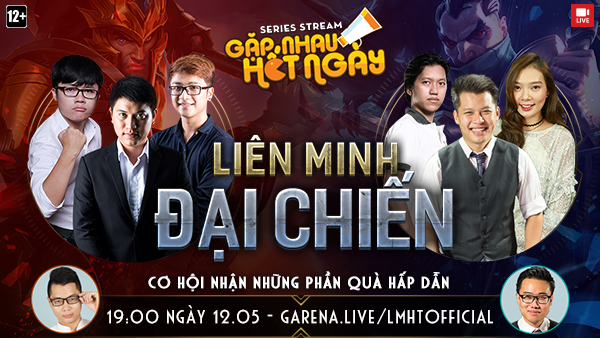 12+
LIVE
SERIES STREAM
GẶP NHAU
HẾT NGÀY
LIÊN MINH
ĐẠI CHIẾN
CƠ HỘI NHẬN NHỮNG PHẦN QUÀ HẤP DẪN
19:00 NGÀY 12.05 - GARENA.LIVE/LMHTOFFICIAL